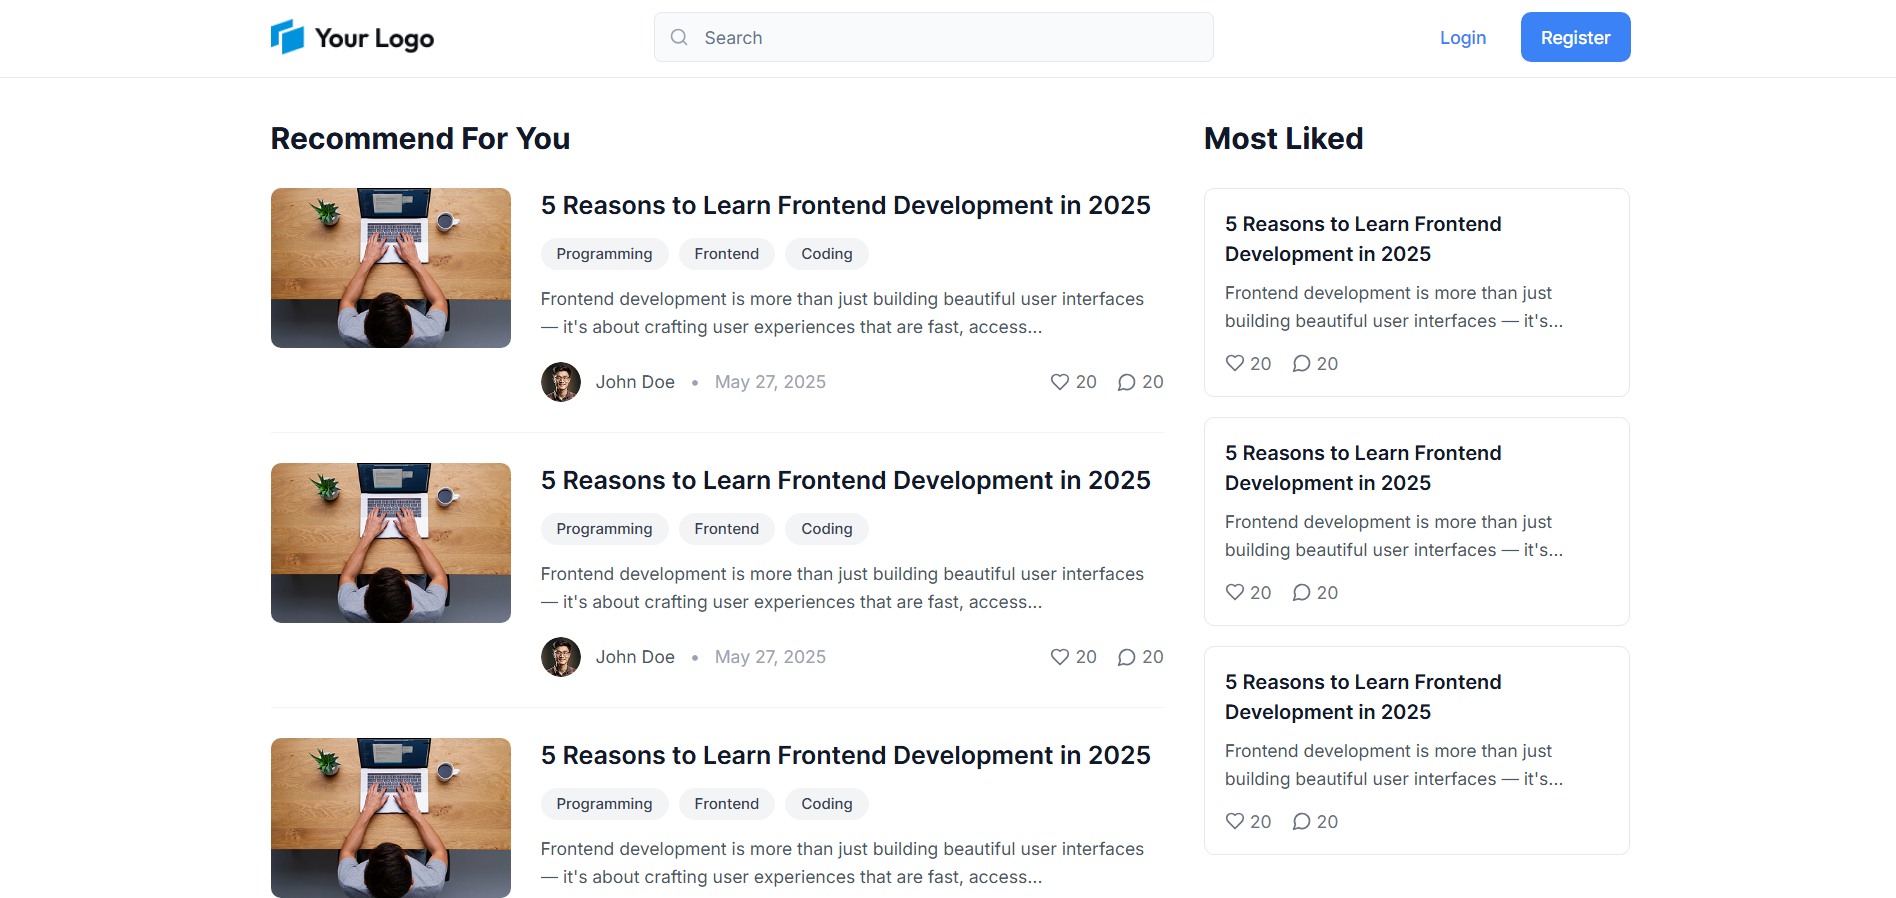 Your Logo
Search
Login
Register
Recommend For You
5 Reasons to Learn Frontend Development in 2025
Programming
Frontend
Coding
Frontend development is more than just building beautiful user interfaces
— it's about crafting user experiences that are fast, access...
John Doe • May 27, 2025
20
20
5 Reasons to Learn Frontend Development in 2025
Programming
Frontend
Coding
Frontend development is more than just building beautiful user interfaces
— it's about crafting user experiences that are fast, access...
John Doe • May 27, 2025
20
20
5 Reasons to Learn Frontend Development in 2025
Programming
Frontend
Coding
Frontend development is more than just building beautiful user interfaces
— it's about crafting user experiences that are fast, access...
Most Liked
5 Reasons to Learn Frontend
Development in 2025
Frontend development is more than just
building beautiful user interfaces — it's...
20
20
5 Reasons to Learn Frontend
Development in 2025
Frontend development is more than just
building beautiful user interfaces — it's...
20
20
5 Reasons to Learn Frontend
Development in 2025
Frontend development is more than just
building beautiful user interfaces — it's...
20
20